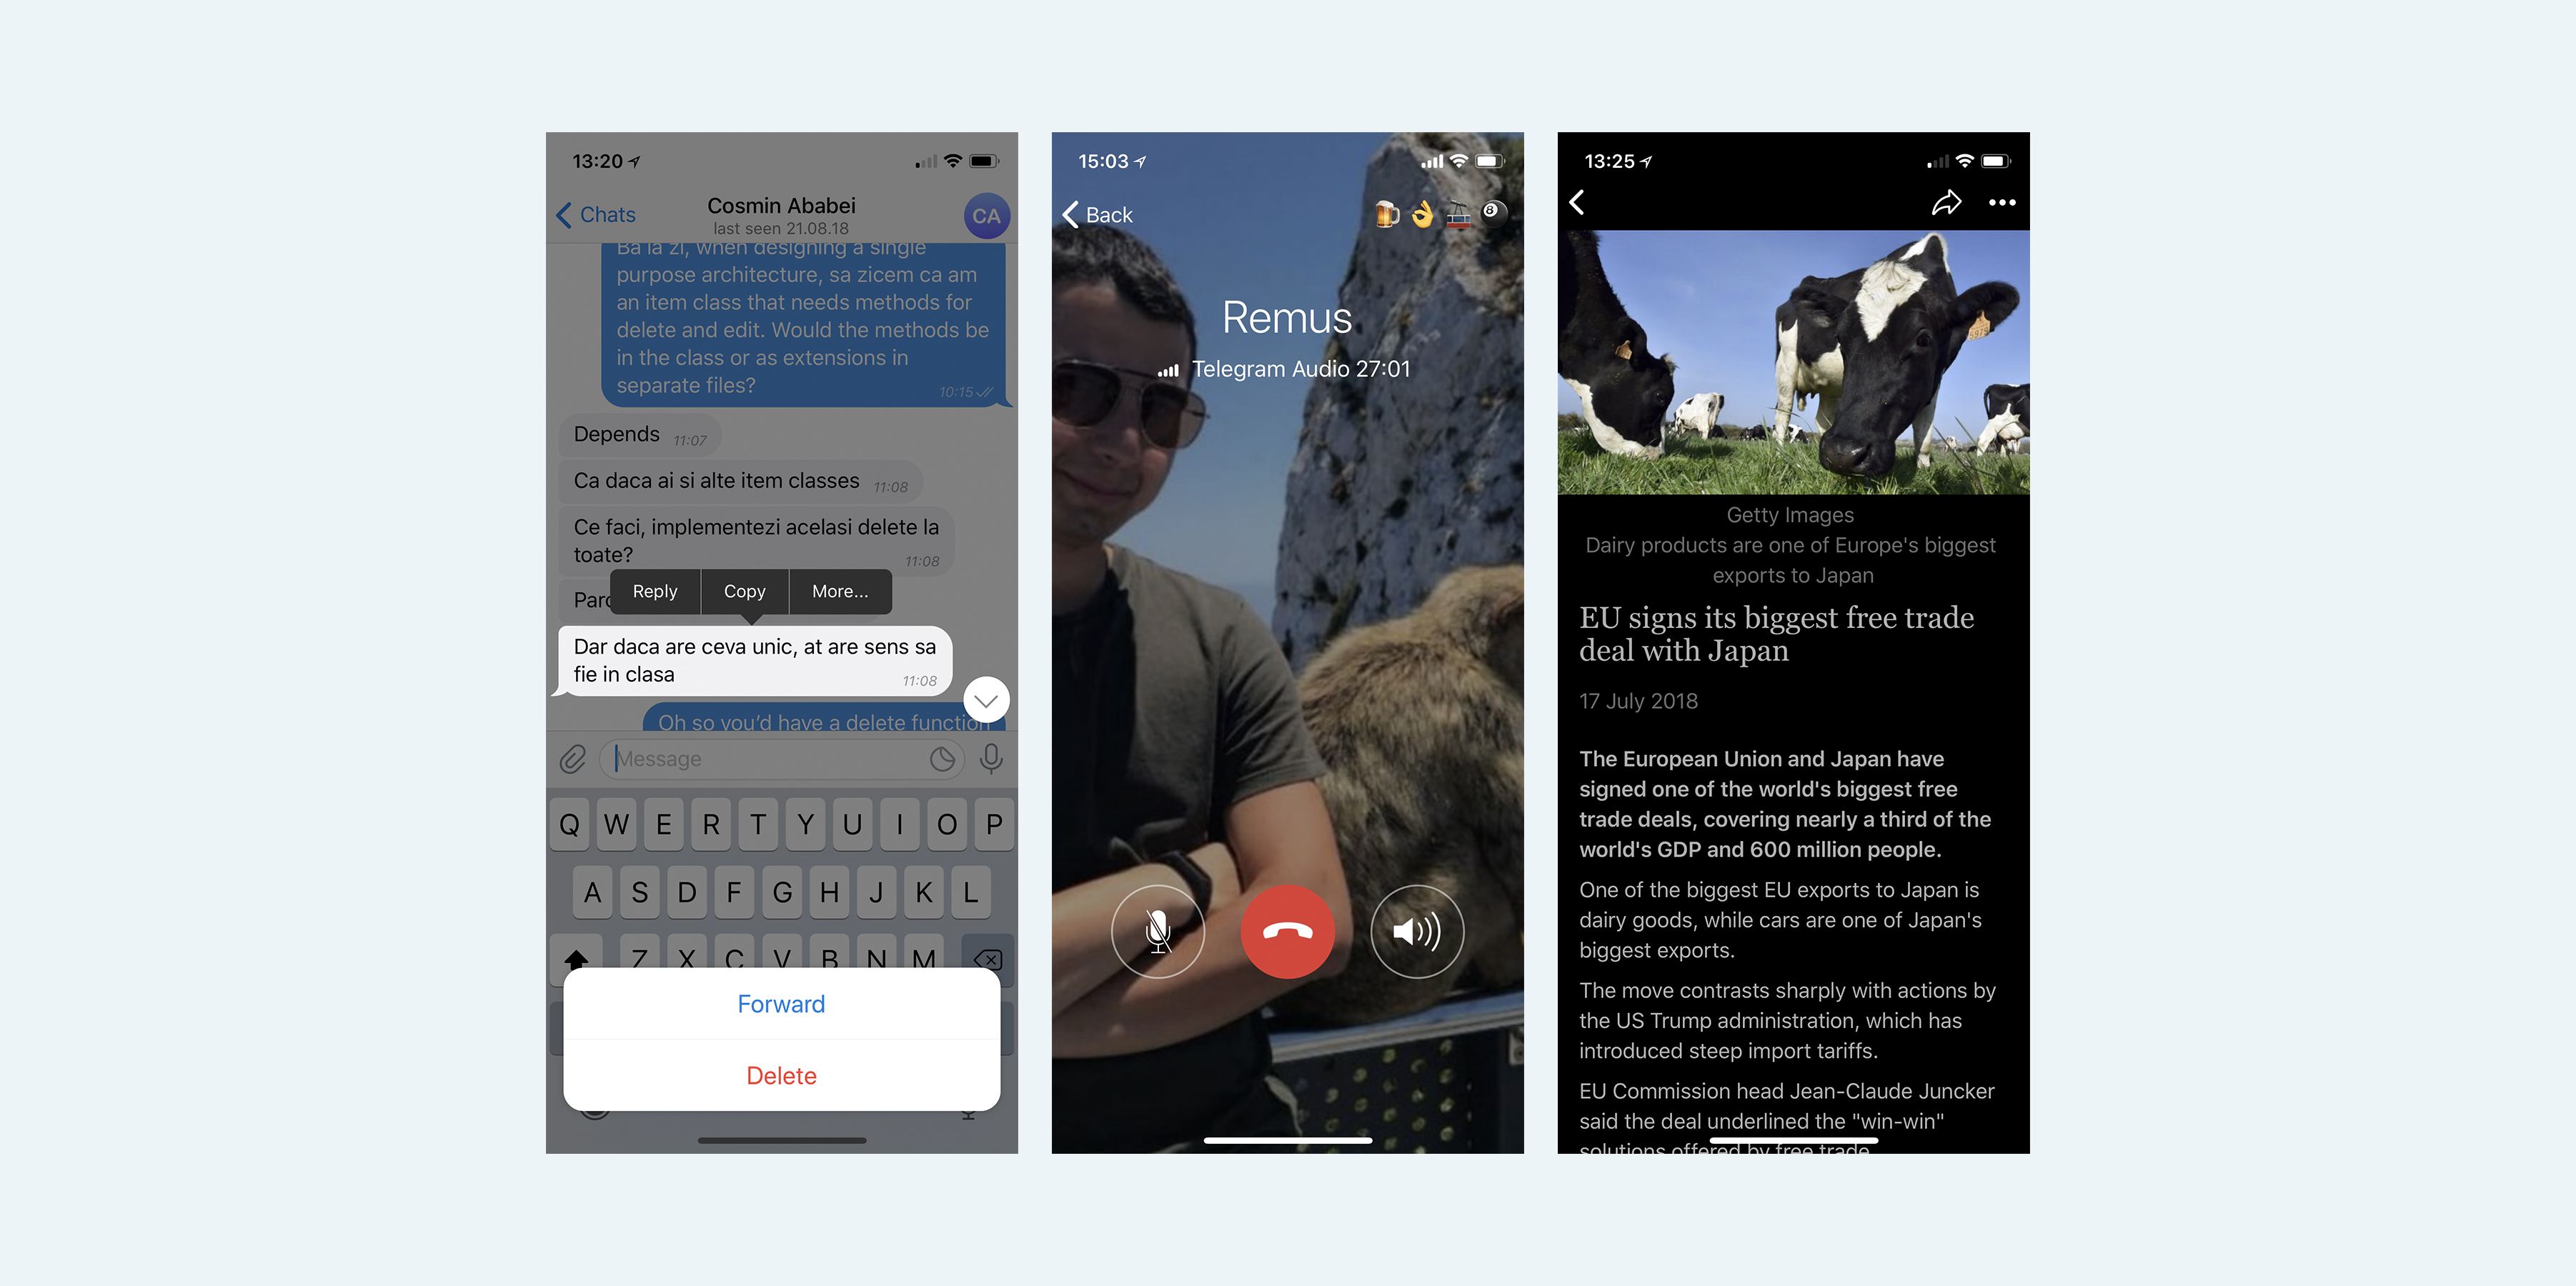 13:20
Chats
Cosmin Ababei
last seen 21.08.18
CA
Ba la zi, when designing a single
purpose architecture, sa zicem ca am
an item class that needs methods for
delete and edit. Would the methods be
in the class or as extensions in
separate files?
10:15
Depends 11:07
Ca daca ai si alte item classes 11:08
Ce faci, implementezi acelasi delete la
toate?
11:08
Reply Copy More...
Dar daca are ceva unic, at are sens sa
fie in clasa
11:08
Oh so you'd have a delete function
Message
Q W E R T Y U I O P
A S D F G H J K L
Z X C V B N M
Forward
Delete
15:03
Back
8
Remus
Telegram Audio 27:01
13:25
Getty Images
Dairy products are one of Europe's biggest
exports to Japan
EU signs its biggest free trade
deal with Japan
17 July 2018
The European Union and Japan have
signed one of the world's biggest free
trade deals, covering nearly a third of the
world's GDP and 600 million people.
One of the biggest EU exports to Japan is
dairy goods, while cars are one of Japan's
biggest exports.
The move contrasts sharply with actions by
the US Trump administration, which has
introduced steep import tariffs.
EU Commission head Jean-Claude Juncker
said the deal underlined the "win-win"
solutions offered by free trade